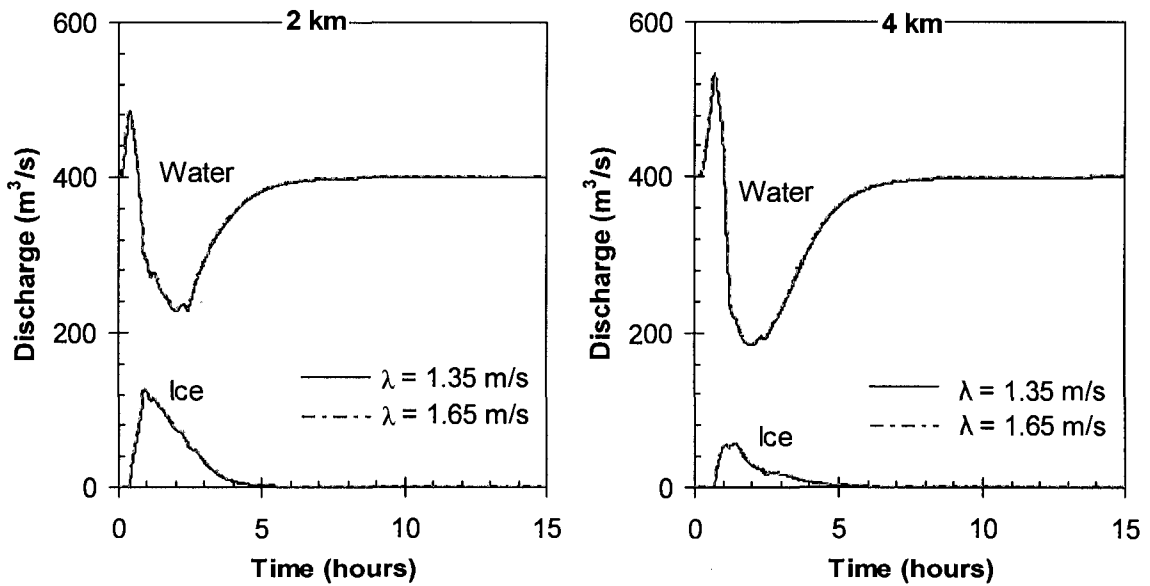 2 km
600
400
200
0
Discharge (m³/s)
Water
Ice
λ = 1.35 m/s
λ = 1.65 m/s
0
5
10
15
Time (hours)
4 km
600
400
200
0
Discharge (m³/s)
Water
Ice
λ = 1.35 m/s
λ = 1.65 m/s
0
5
10
15
Time (hours)